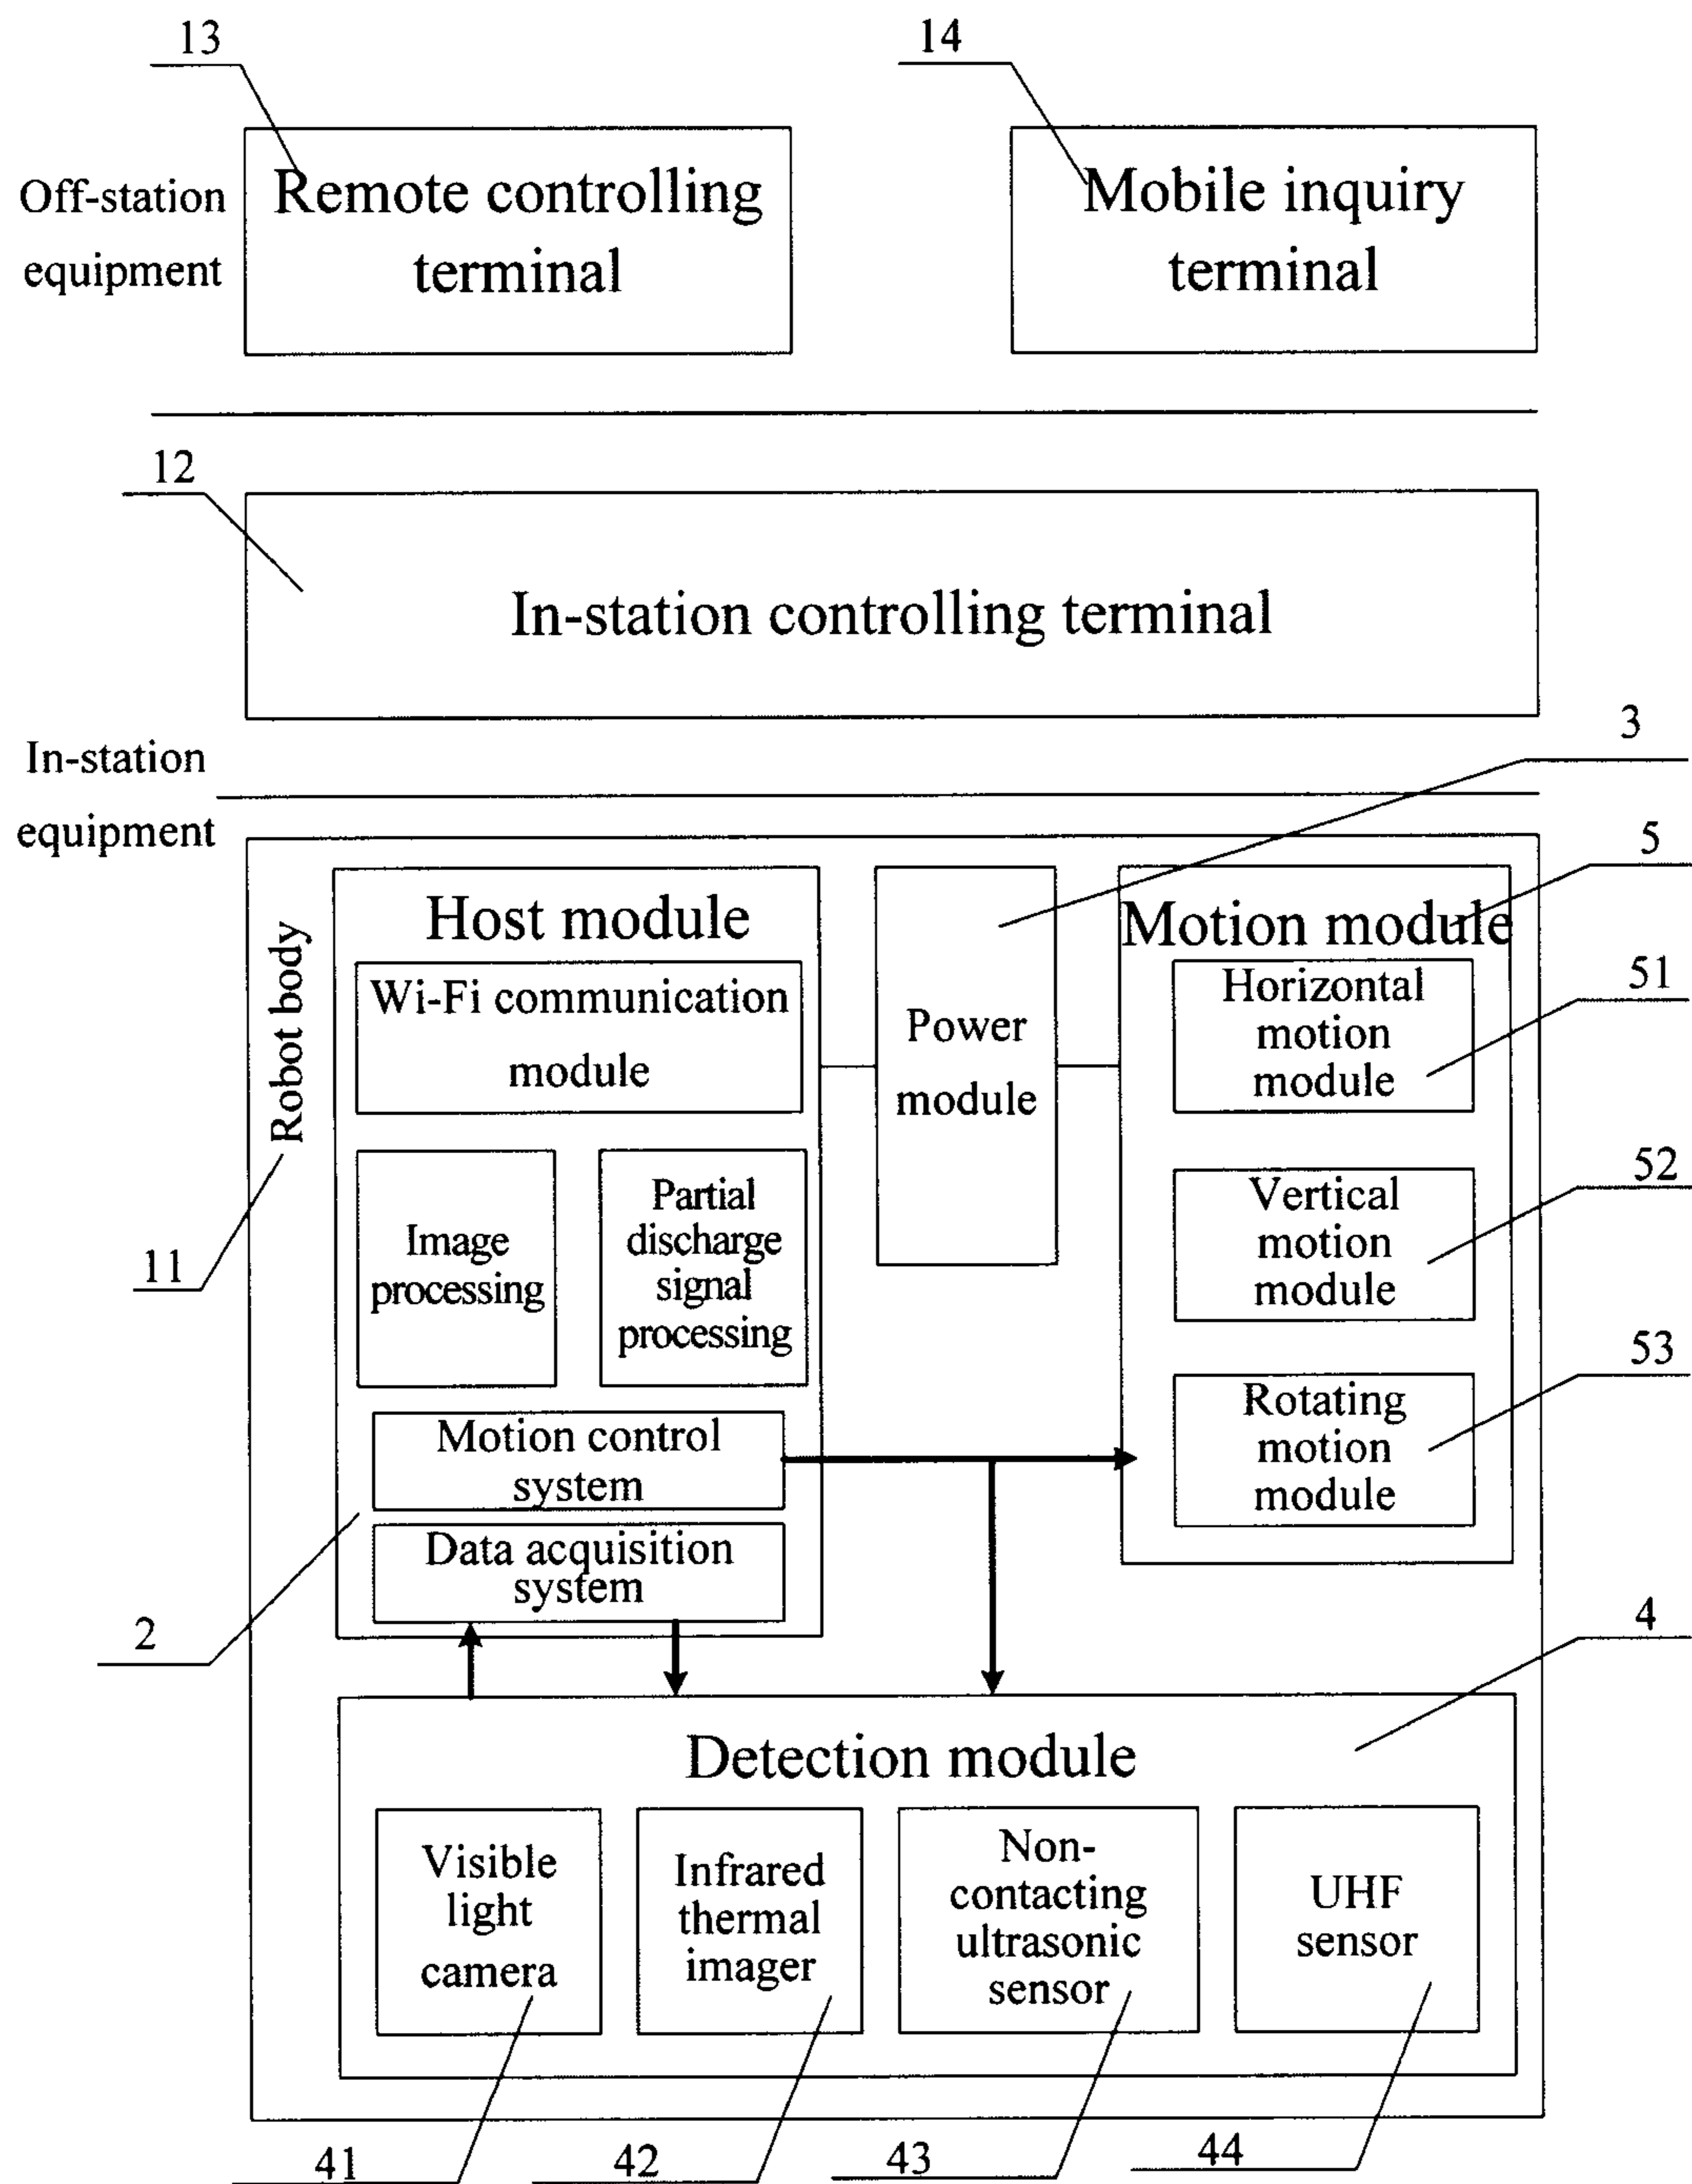 13
14
Off-station
equipment
Remote controlling
terminal
Mobile inquiry
terminal
12
In-station controlling terminal
In-station
equipment
3
5
Robot body
11
Host module
Wi-Fi communication
module
Image
processing
Partial
discharge
signal
processing
Motion control
system
Data acquisition
system
2
Power
module
Motion module
Horizontal
motion
module
51
Vertical
motion
module
52
Rotating
motion
module
53
4
Detection module
Visible
light
camera
Infrared
thermal
imager
Non-
contacting
ultrasonic
sensor
UHF
sensor
41
42
43
44